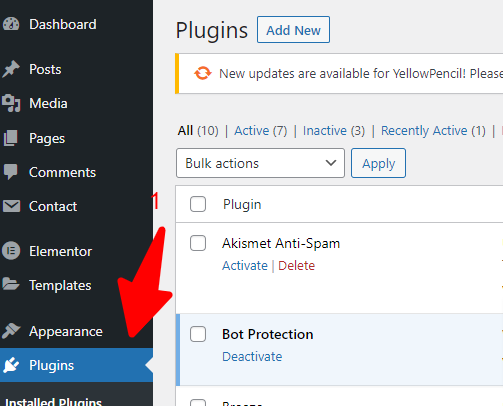 Dashboard
Posts
Media
Pages
Comments
Contact
Elementor
Templates
Appearance
Plugins
Installed Plugins
1
Plugins Add New
New updates are available for YellowPencil! Please
All (10) | Active (7) | Inactive (3) | Recently Active (1) |
Bulk actions Apply
Plugin
Akismet Anti-Spam
Activate | Delete
Bot Protection
Deactivate
Breeze